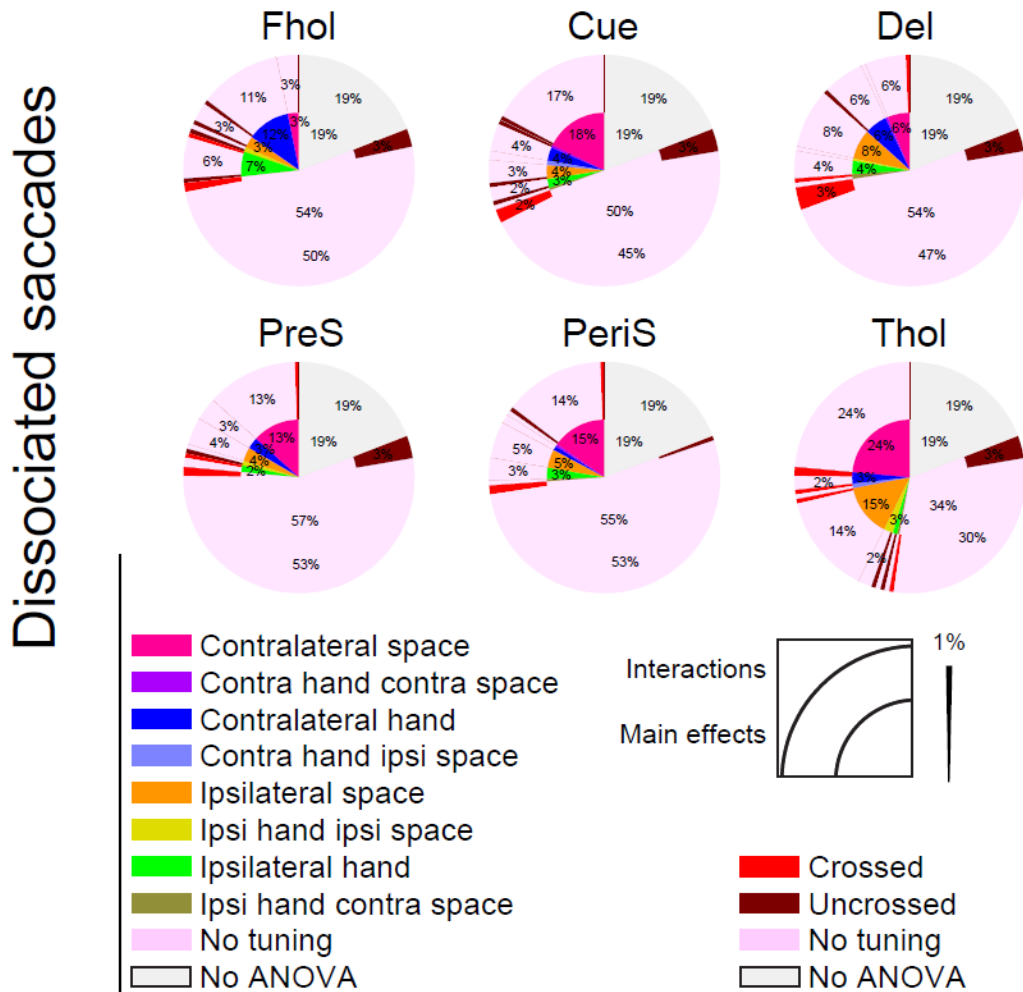 Dissociated saccades
Fhol Cue Del
3% 19% 11% 3% 19% 12% 3% 3% 3% 6% 7% 54% 50%
17% 19% 18% 19% 3% 4% 4% 3% 4% 3% 2% 2% 50% 45%
6% 19% 6% 6% 19% 3% 8% 8% 4% 4% 3% 54% 47%
PreS PeriS Thol
13% 19% 3% 13% 19% 4% 3% 4% 2% 3% 57% 53%
14% 19% 15% 19% 5% 5% 3% 3% 55% 53%
24% 19% 24% 19% 3% 2% 3% 15% 34% 14% 3% 30% 2%
Contralateral space
Contra hand contra space
Contralateral hand
Contra hand ipsi space
Ipsilateral space
Ipsi hand ipsi space
Ipsilateral hand
Ipsi hand contra space
No tuning
No ANOVA
Interactions
Main effects
1%
Crossed
Uncrossed
No tuning
No ANOVA